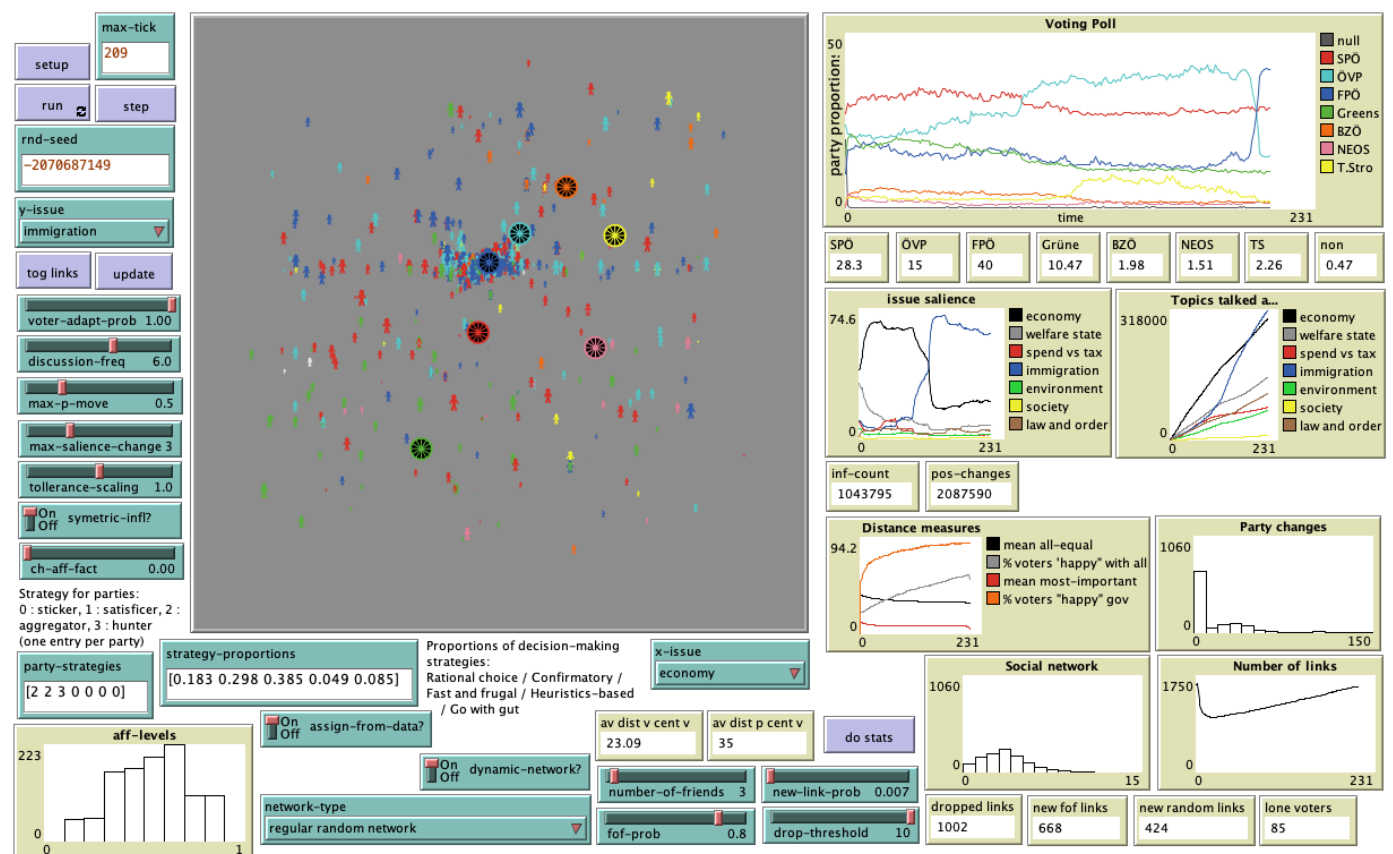 max-tick
209
setup
run
step
rnd-seed
-2070687149
y-issue
immigration
tog links
update
voter-adapt-prob 1.00
discussion-freq 6.0
max-p-move 0.5
max-salience-change 3
tollerance-scaling 1.0
On
Off
symetric-infl?
ch-aff-fact 0.00
Strategy for parties:
0 : sticker, 1 : satisficer, 2 :
aggregator, 3 : hunter
(one entry per party)
party-strategies
[2 2 3 0 0 0 0]
strategy-proportions
[0.183 0.298 0.385 0.049 0.085]
Proportions of decision-making
strategies:
Rational choice / Confirmatory /
Fast and frugal / Heuristics-based
/ Go with gut
x-issue
economy
aff-levels
223
0
0 1
On
Off
assign-from-data?
On
Off
dynamic-network?
network-type
regular random network
av dist v cent v
23.09
av dist p cent v
35
do stats
number-of-friends 3
new-link-prob 0.007
fof-prob 0.8
drop-threshold 10
Voting Poll
50
party proportions
0
0 time 231
null
SPÖ
ÖVP
FPÖ
Greens
BZÖ
NEOS
T.Stro
SPÖ
28.3
ÖVP
15
FPÖ
40
Grüne
10.47
BZÖ
1.98
NEOS
1.51
TS
2.26
non
0.47
issue salience
74.6
0
0 231
economy
welfare state
spend vs tax
immigration
environment
society
law and order
Topics talked a...
318000
0
0 231
economy
welfare state
spend vs tax
immigration
environment
society
law and order
inf-count
1043795
pos-changes
2087590
Distance measures
94.2
0
0 231
mean all-equal
% voters "happy" with all
mean most-important
% voters "happy" gov
Party changes
1060
0
0 150
Social network
1060
0
0 15
Number of links
1750
0
0 231
dropped links
1002
new fof links
668
new random links
424
lone voters
85